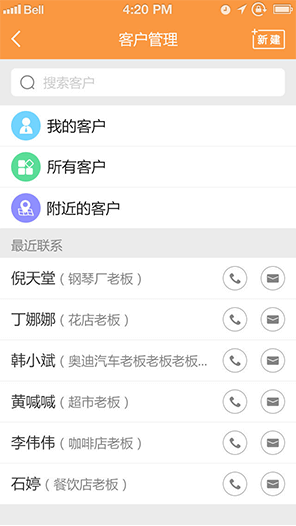 Bell 4:20 PM
客户管理 新建
搜索客户
我的客户
所有客户
附近的客户
最近联系
倪天堂（钢琴厂老板）
丁娜娜（花店老板）
韩小斌（奥迪汽车老板老板老板...
黄喊喊（超市老板）
李伟伟（咖啡店老板）
石婷（餐饮店老板）